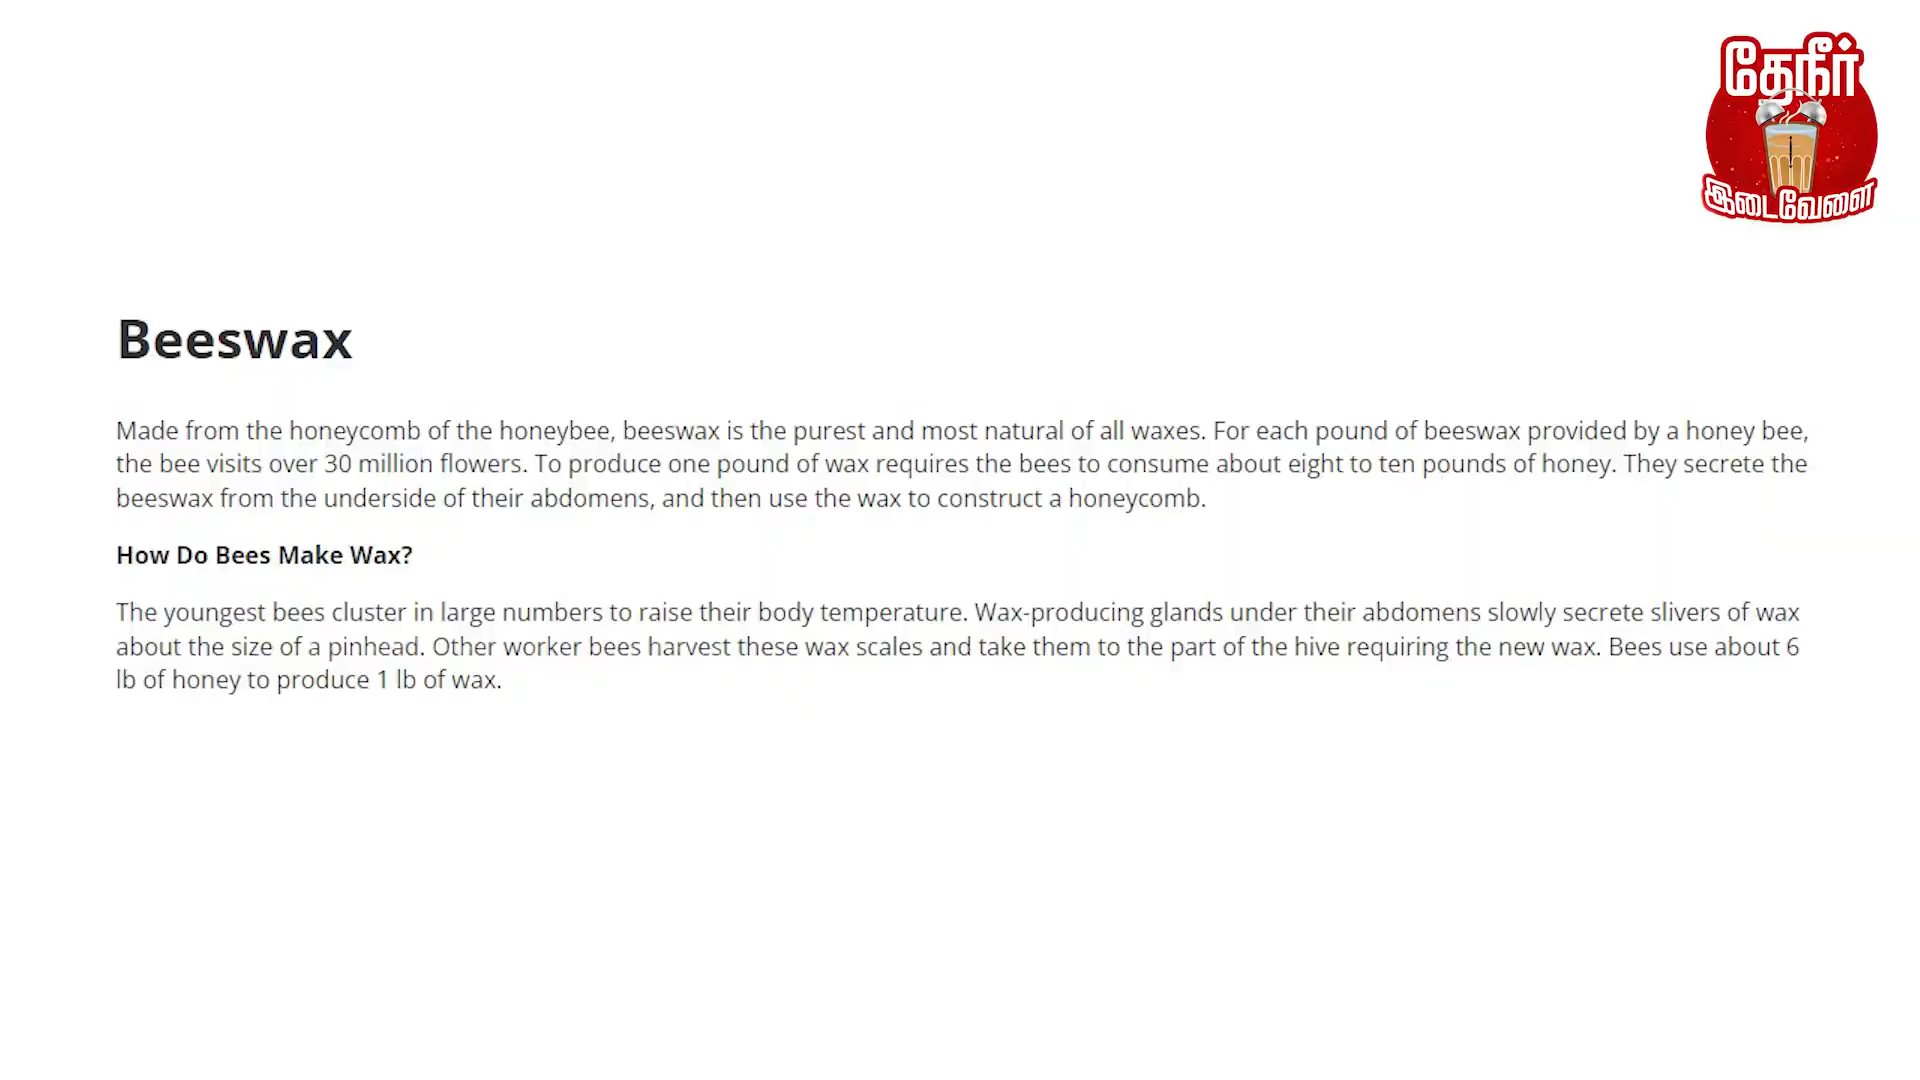 தேநீர்
இடைவேளை
Beeswax
Made from the honeycomb of the honeybee, beeswax is the purest and most natural of all waxes. For each pound of beeswax provided by a honey bee,
the bee visits over 30 million flowers. To produce one pound of wax requires the bees to consume about eight to ten pounds of honey. They secrete the
beeswax from the underside of their abdomens, and then use the wax to construct a honeycomb.
How Do Bees Make Wax?
The youngest bees cluster in large numbers to raise their body temperature. Wax-producing glands under their abdomens slowly secrete slivers of wax
about the size of a pinhead. Other worker bees harvest these wax scales and take them to the part of the hive requiring the new wax. Bees use about 6
lb of honey to produce 1 lb of wax.